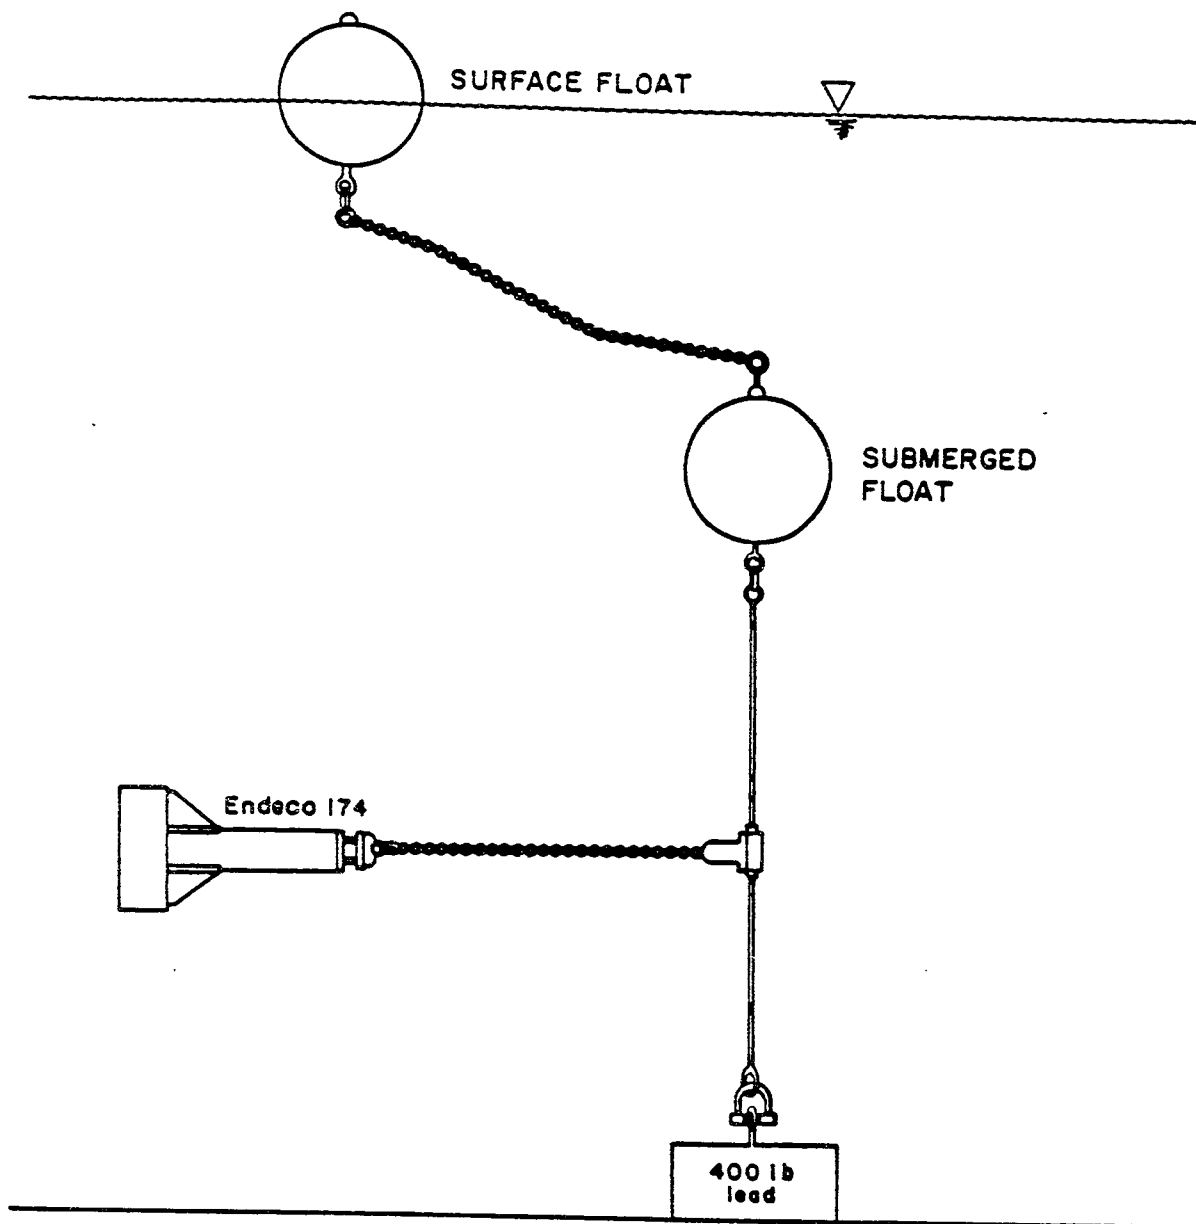 SURFACE FLOAT
SUBMERGED
FLOAT
Endeco 174
400 lb
lead